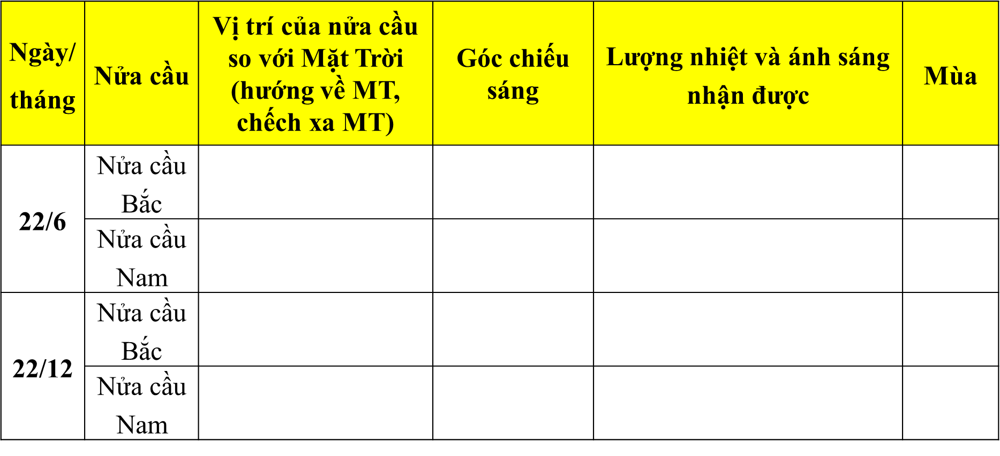 Ngày/
tháng
Nửa cầu
Vị trí của nửa cầu
so với Mặt Trời
(hướng về MT,
chếch xa MT)
Góc chiếu
sáng
Lượng nhiệt và ánh sáng
nhận được
Mùa
22/6
Nửa cầu
Bắc
Nửa cầu
Nam
22/12
Nửa cầu
Bắc
Nửa cầu
Nam